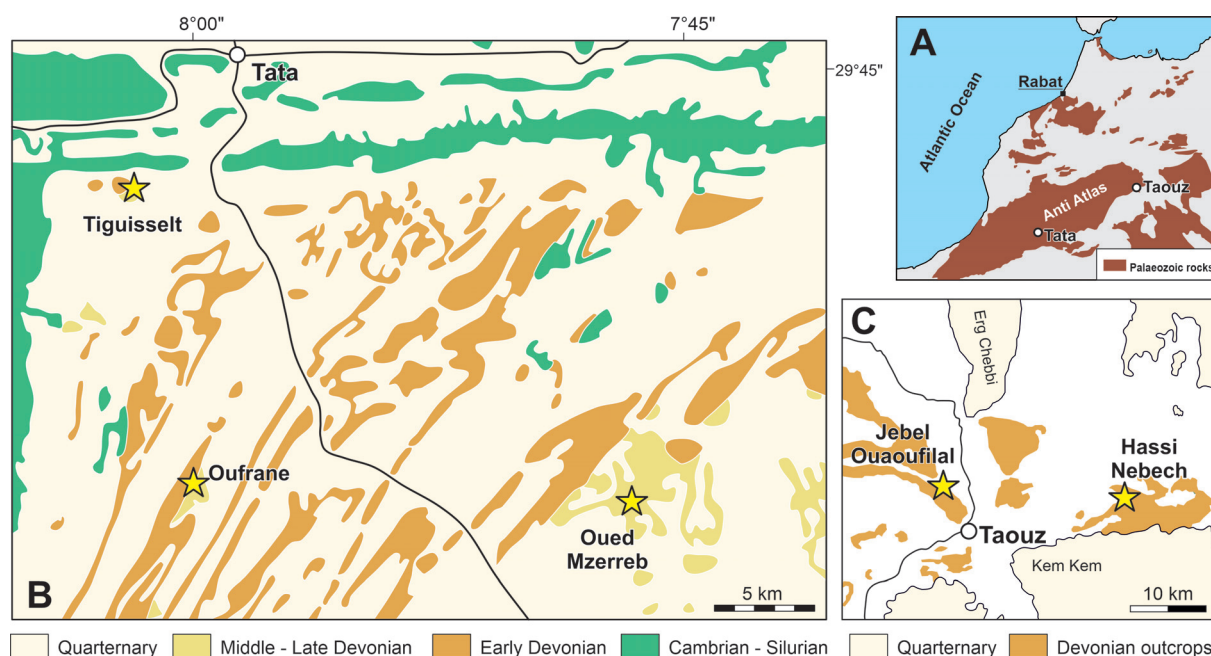 8°00"
7°45"
29°45"
Tata
Tiguisselt
Oufrane
Oued
Mzerreb
B
5 km
Quarternary
Middle - Late Devonian
Early Devonian
Cambrian - Silurian
A
Rabat
Atlantic Ocean
Anti Atlas
Taouz
Tata
Palaeozoic rocks
C
Erg Chebbi
Jebel
Ouaoufilal
Hassi
Nebech
Taouz
Kem Kem
10 km
Quarternary
Devonian outcrops